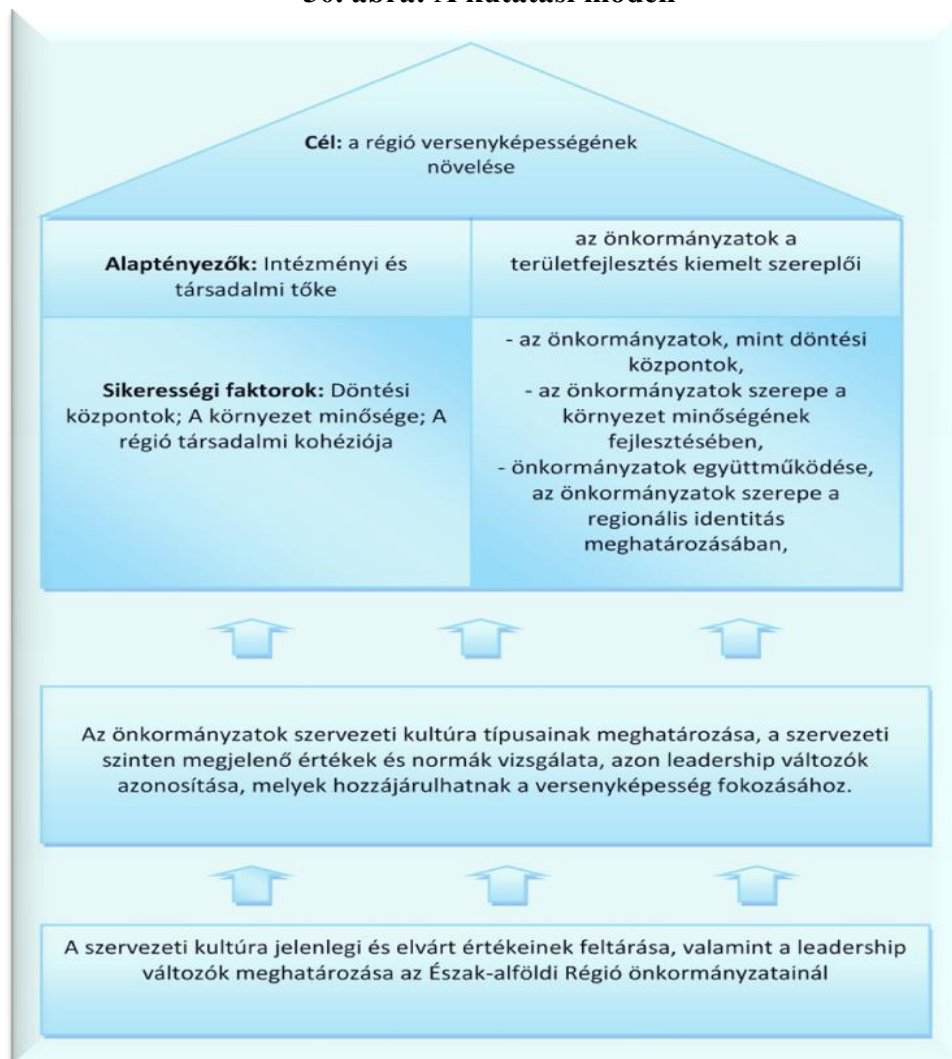 Cél: a régió versenyképességének
növelése
Alaptényezők: Intézményi és
társadalmi tőke
az önkormányzatok a
területfejlesztés kiemelt szereplői
Sikerességi faktorok: Döntési
központok; A környezet minősége; A
régió társadalmi kohéziója
- az önkormányzatok, mint döntési
központok,
- az önkormányzatok szerepe a
környezet minőségének
fejlesztésében,
- önkormányzatok együttműködése,
az önkormányzatok szerepe a
regionális identitás
meghatározásában,
Az önkormányzatok szervezeti kultúra típusainak meghatározása, a szervezeti
szinten megjelenő értékek és normák vizsgálata, azon leadership változók
azonosítása, melyek hozzájárulhatnak a versenyképesség fokozásához.
A szervezeti kultúra jelenlegi és elvárt értékeinek feltárása, valamint a leadership
változók meghatározása az Észak-alföldi Régió önkormányzatainál